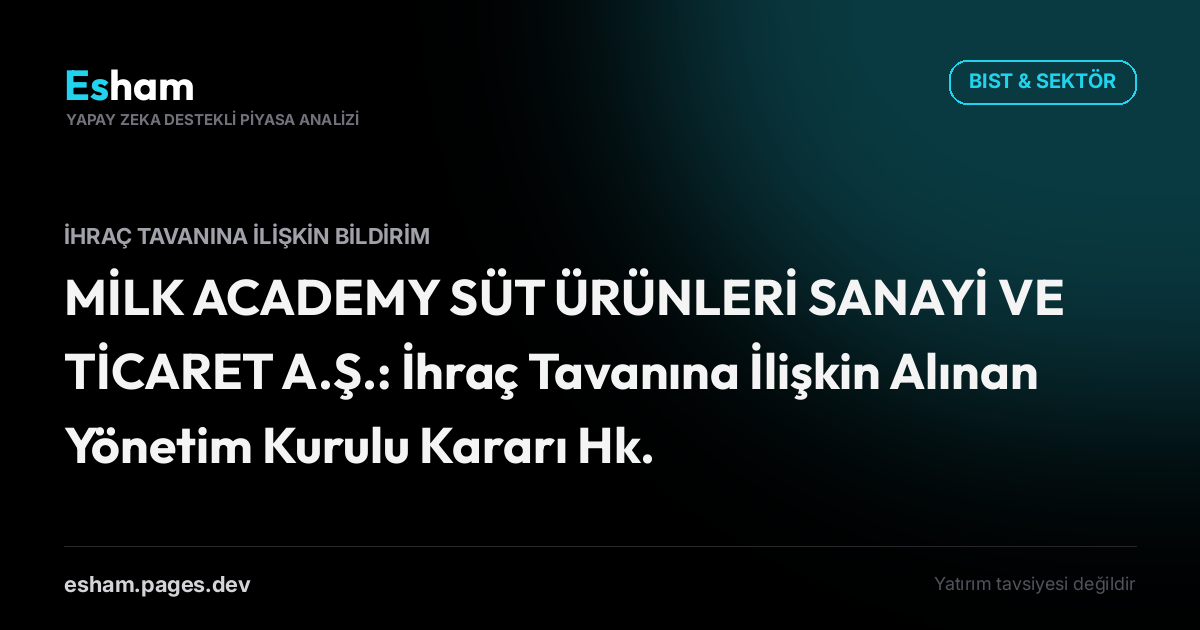 Esham
YAPAY ZEKA DESTEKLİ PİYASA ANALİZİ
BIST & SEKTÖR
İHRAÇ TAVANINA İLİŞKİN BİLDİRİM
MİLK ACADEMY SÜT ÜRÜNLERİ SANAYİ VE
TİCARET A.Ş.: İhraç Tavanına İlişkin Alınan
Yönetim Kurulu Kararı Hk.
esham.pages.dev
Yatırım tavsiyesi değildir